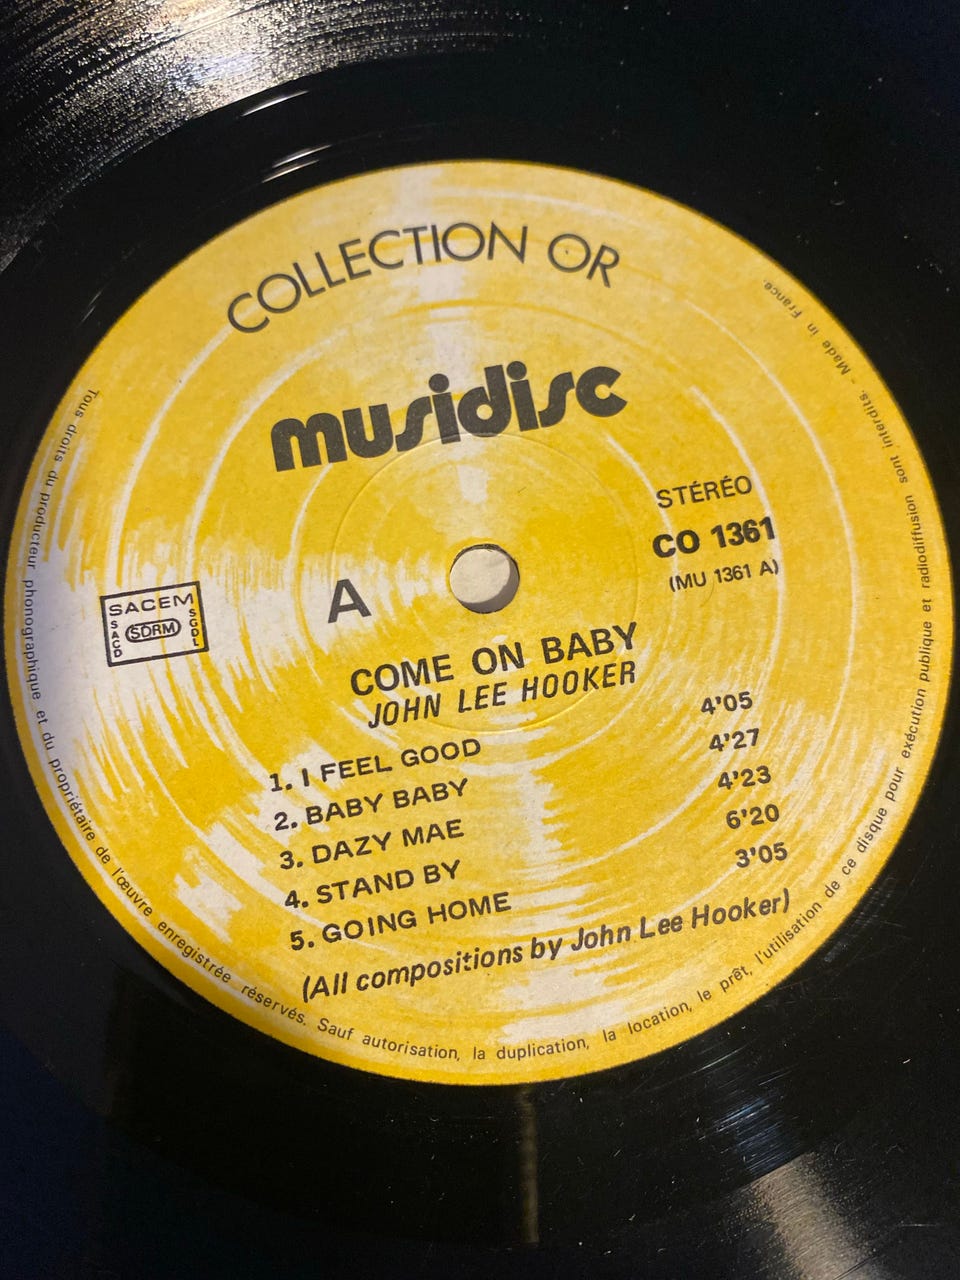 COLLECTION OR
musidisc
STÉRÉO
CO 1361
(MU 1361 A)
A
SACEM
SACD
SDRM
SGDL
COME ON BABY
JOHN LEE HOOKER
1. I FEEL GOOD 4'05
2. BABY BABY 4'27
3. DAZY MAE 4'23
4. STAND BY 6'20
5. GOING HOME 3'05
(All compositions by John Lee Hooker)
Tous droits du producteur phonographique et du propriétaire de l'œuvre enregistrée réservés. Sauf autorisation, la duplication, la location, le prêt, l'utilisation de ce disque pour exécution publique et radiodiffusion sont interdits. - Made in France.